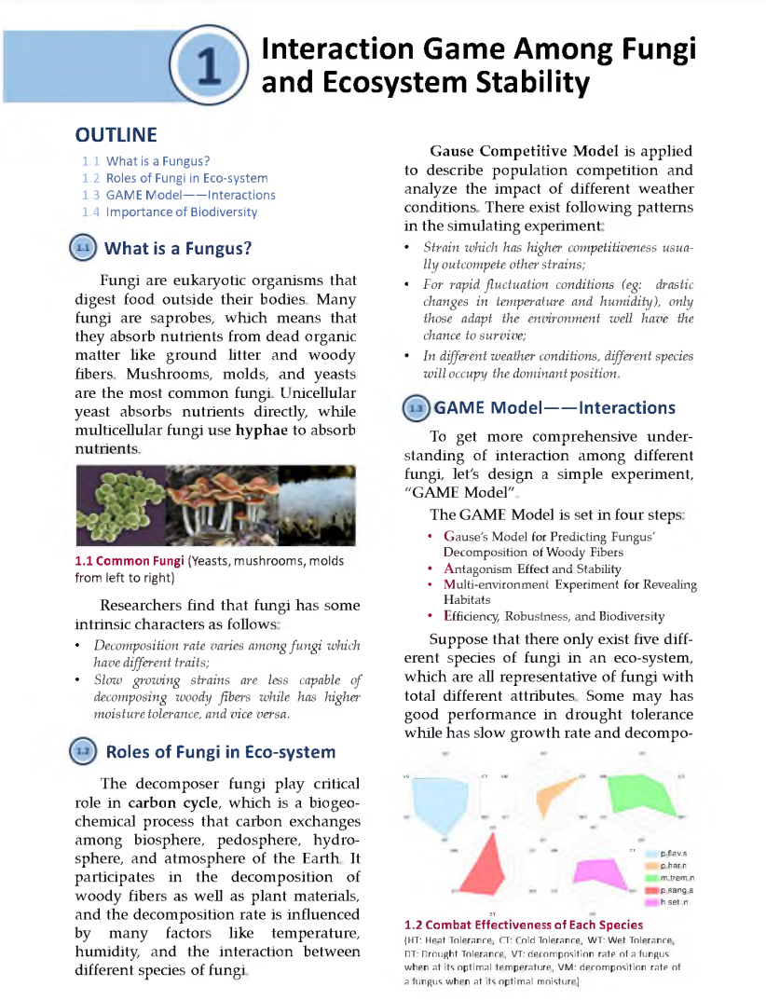 1
Interaction Game Among Fungi
and Ecosystem Stability
OUTLINE
1.1 What is a Fungus?
1.2 Roles of Fungi in Eco-system
1.3 GAME Model——Interactions
1.4 Importance of Biodiversity
1.1 What is a Fungus?
Fungi are eukaryotic organisms that
digest food outside their bodies. Many
fungi are saprobes, which means that
they absorb nutrients from dead organic
matter like ground litter and woody
fibers. Mushrooms, molds, and yeasts
are the most common fungi. Unicellular
yeast absorbs nutrients directly, while
multicellular fungi use hyphae to absorb
nutrients.
1.1 Common Fungi (Yeasts, mushrooms, molds
from left to right)
Researchers find that fungi has some
intrinsic characters as follows:
• Decomposition rate varies among fungi which
have different traits;
• Slow growing strains are less capable of
decomposing woody fibers while has higher
moisture tolerance, and vice versa.
1.2 Roles of Fungi in Eco-system
The decomposer fungi play critical
role in carbon cycle, which is a biogeo-
chemical process that carbon exchanges
among biosphere, pedosphere, hydro-
sphere, and atmosphere of the Earth. It
participates in the decomposition of
woody fibers as well as plant materials,
and the decomposition rate is influenced
by many factors like temperature,
humidity, and the interaction between
different species of fungi.
Gause Competitive Model is applied
to describe population competition and
analyze the impact of different weather
conditions. There exist following patterns
in the simulating experiment:
• Strain which has higher competitiveness usua-
lly outcompete other strains;
• For rapid fluctuation conditions (eg: drastic
changes in temperature and humidity), only
those adapt the environment well have the
chance to survive;
• In different weather conditions, different species
will occupy the dominant position.
1.3 GAME Model——Interactions
To get more comprehensive under-
standing of interaction among different
fungi, let's design a simple experiment,
"GAME Model".
The GAME Model is set in four steps:
• Gause's Model for Predicting Fungus'
Decomposition of Woody Fibers
• Antagonism Effect and Stability
• Multi-environment Experiment for Revealing
Habitats
• Efficiency, Robustness, and Biodiversity
Suppose that there only exist five diff-
erent species of fungi in an eco-system,
which are all representative of fungi with
total different attributes. Some may has
good performance in drought tolerance
while has slow growth rate and decompo-
CT
VM
CT
p.flav.s
p.har.n
m.trem.n
p.sang.s
h.set.n
CT
1.2 Combat Effectiveness of Each Species
(HT: Heat Tolerance, CT: Cold Tolerance, WT: Wet Tolerance,
DT: Drought Tolerance, VT: decomposition rate of a fungus
when at its optimal temperature, VM: decomposition rate of
a fungus when at its optimal moisture)